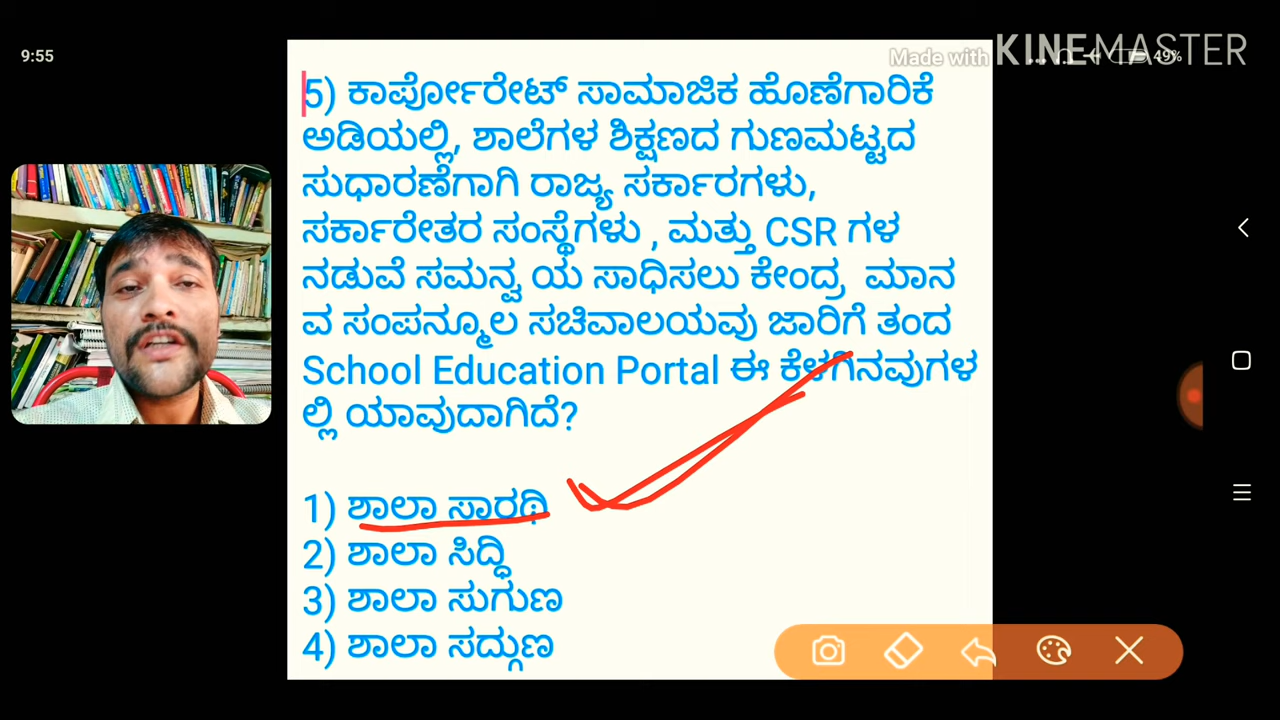 9:55
Made with KINEMASTER
49%
5) ಕಾರ್ಪೋರೇಟ್ ಸಾಮಾಜಿಕ ಹೊಣೆಗಾರಿಕೆ
ಅಡಿಯಲ್ಲಿ, ಶಾಲೆಗಳ ಶಿಕ್ಷಣದ ಗುಣಮಟ್ಟದ
ಸುಧಾರಣೆಗಾಗಿ ರಾಜ್ಯ ಸರ್ಕಾರಗಳು,
ಸರ್ಕಾರೇತರ ಸಂಸ್ಥೆಗಳು , ಮತ್ತು CSR ಗಳ
ನಡುವೆ ಸಮನ್ವ ಯ ಸಾಧಿಸಲು ಕೇಂದ್ರ ಮಾನ
ವ ಸಂಪನ್ಮೂಲ ಸಚಿವಾಲಯವು ಜಾರಿಗೆ ತಂದ
School Education Portal ಈ ಕೆಳಗಿನವುಗಳ
ಲ್ಲಿ ಯಾವುದಾಗಿದೆ?
1) ಶಾಲಾ ಸಾರಥಿ
2) ಶಾಲಾ ಸಿದ್ಧಿ
3) ಶಾಲಾ ಸುಗುಣ
4) ಶಾಲಾ ಸದ್ಗುಣ